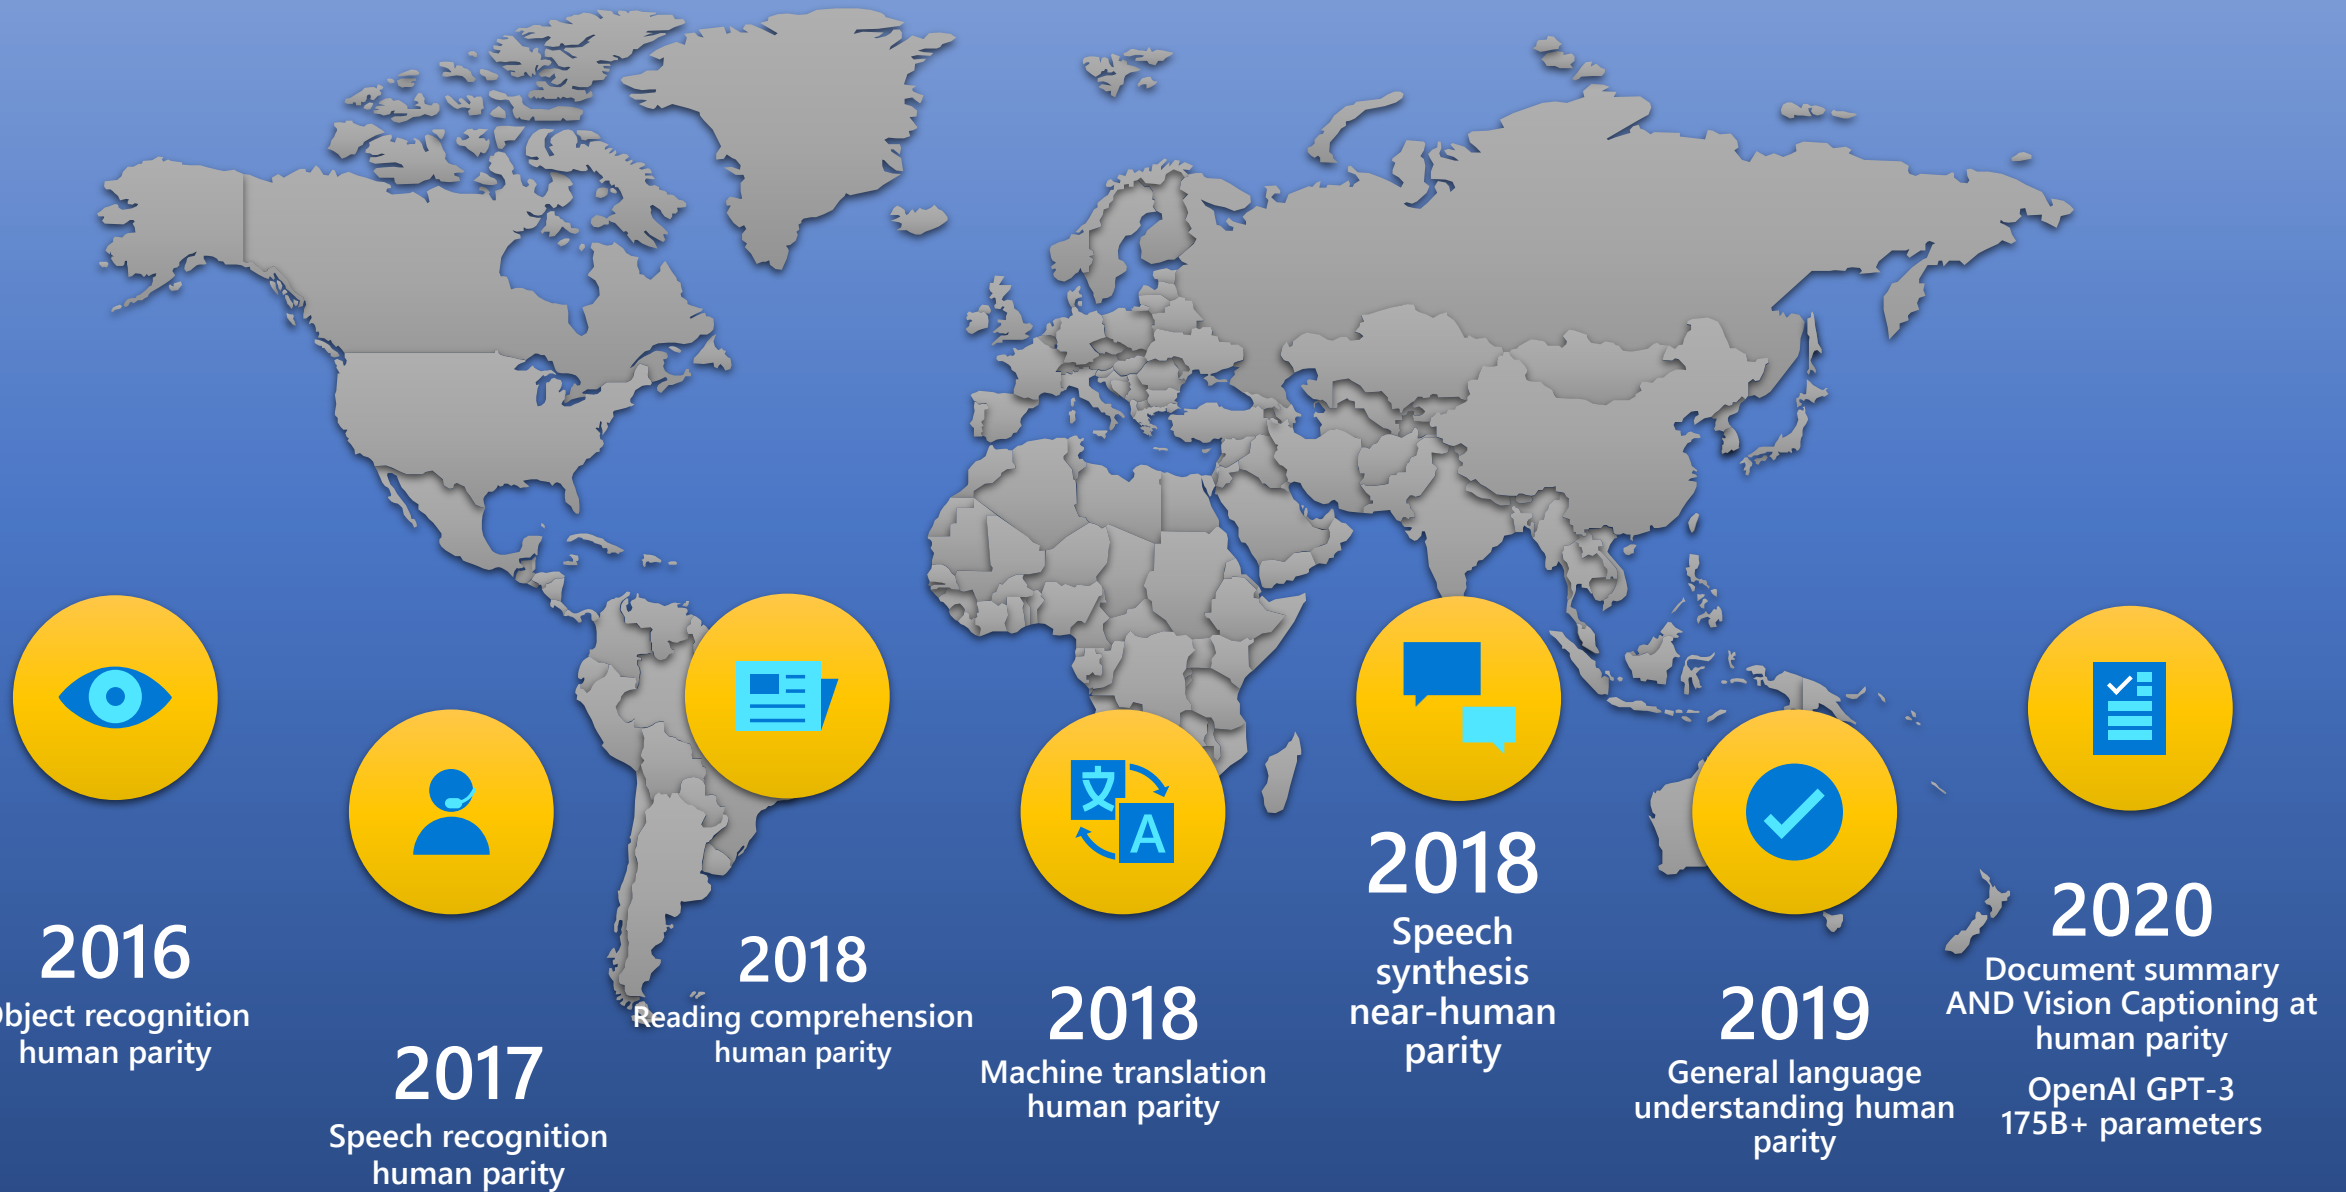 2016
bject recognition
human parity
2017
Speech recognition
human parity
2018
Reading comprehension
human parity
文
A
2018
Machine translation
human parity
2018
Speech
synthesis
near-human
parity
2019
General language
understanding human
parity
2020
Document summary
AND Vision Captioning at
human parity
OpenAI GPT-3
175B+ parameters